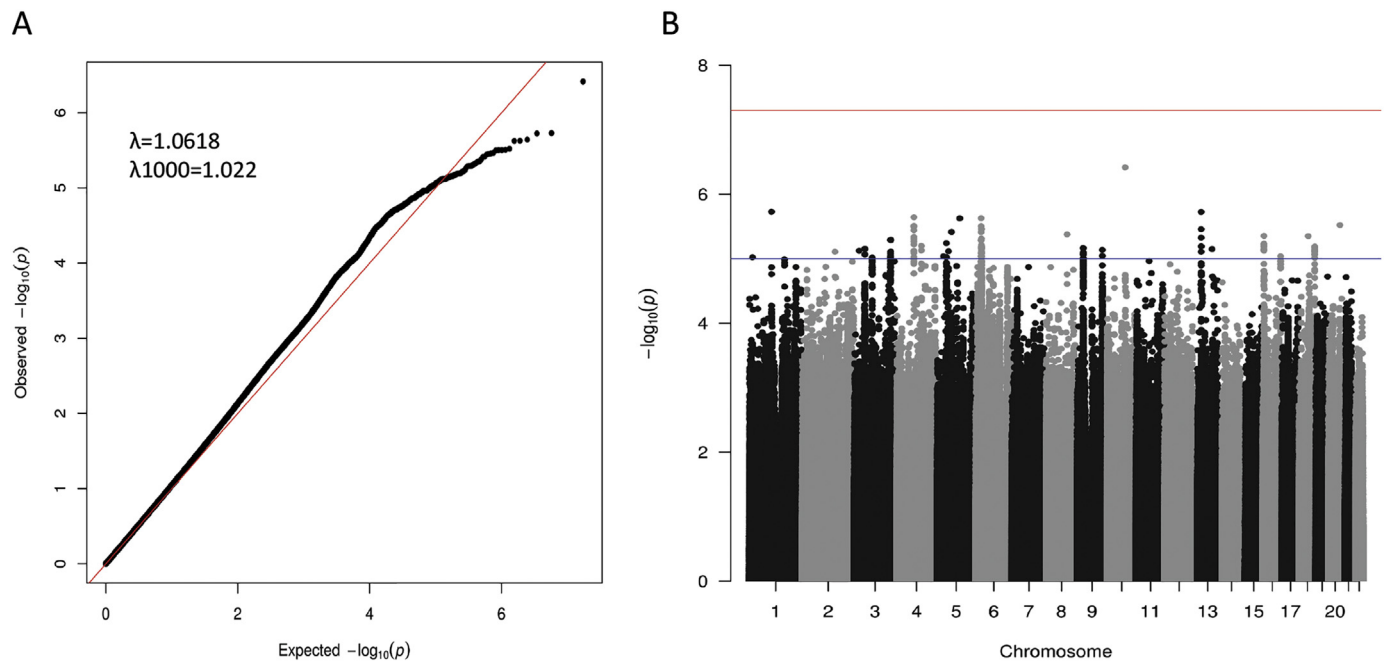 A
B
λ=1.0618
λ1000=1.022
Observed −log₁₀(p)
0
1
2
3
4
5
6
0 2 4 6
Expected −log₁₀(p)
−log₁₀(p)
8
6
4
2
0
1 2 3 4 5 6 7 8 9 11 13 15 17 20
Chromosome